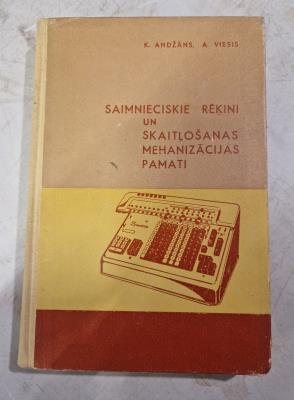 K. ANDŽĀNS, A. VIESIS
SAIMNIECISKIE RĒĶINI
UN
SKAITĻOŠANAS
MEHANIZĀCIJAS
PAMATI